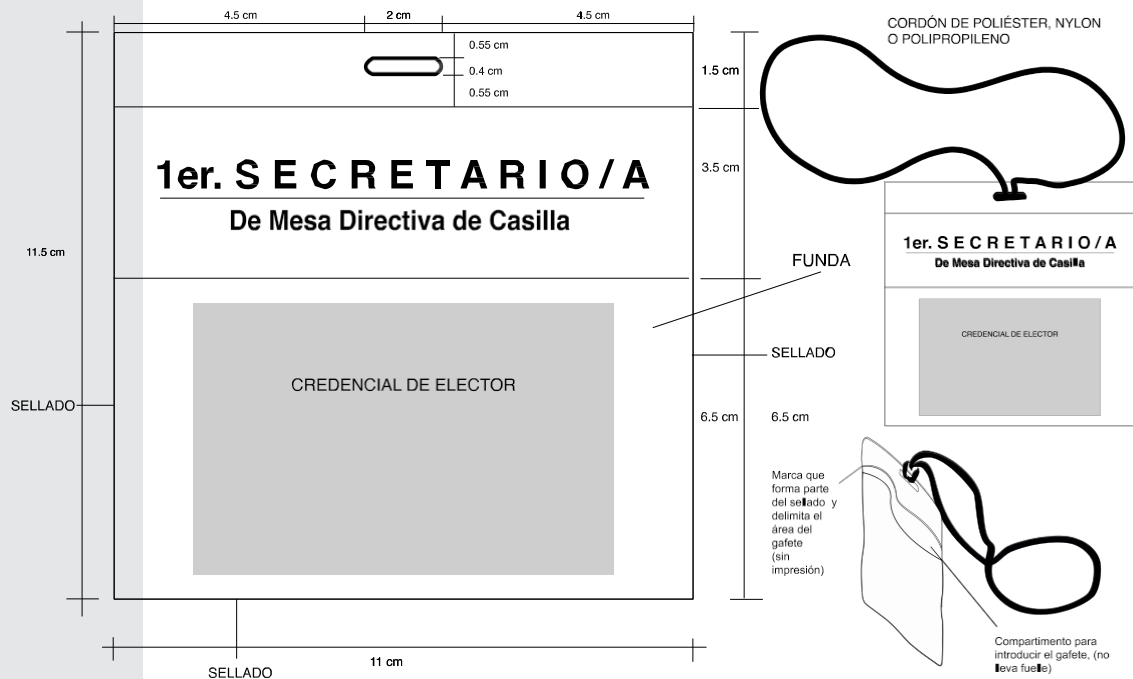 4.5 cm
2 cm
4.5 cm
CORDÓN DE POLIÉSTER, NYLON
O POLIPROPILENO
0.55 cm
0.4 cm
0.55 cm
1.5 cm
1er. SECRETARIO/A
De Mesa Directiva de Casilla
3.5 cm
11.5 cm
FUNDA
1er. SECRETARIO/A
De Mesa Directiva de Casilla
CREDENCIAL DE ELECTOR
SELLADO
CREDENCIAL DE ELECTOR
SELLADO
6.5 cm
6.5 cm
Marca que
forma parte
del sellado y
delimita el
área del
gafete
(sin
impresión)
Compartimento para
introducir el gafete, (no
lleva fuelle)
11 cm
SELLADO